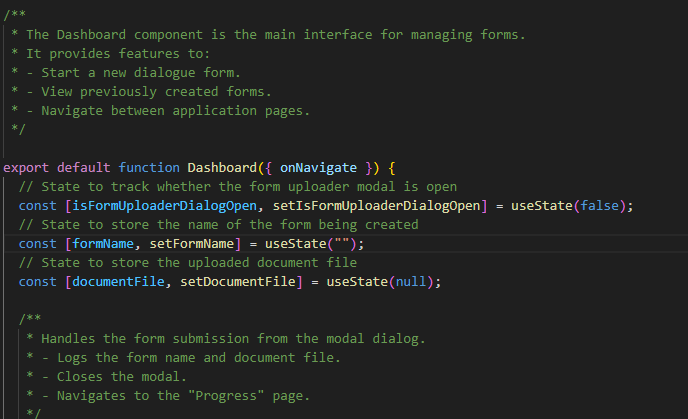 /**
 * The Dashboard component is the main interface for managing forms.
 * It provides features to:
 * - Start a new dialogue form.
 * - View previously created forms.
 * - Navigate between application pages.
 */
export default function Dashboard({ onNavigate }) {
  // State to track whether the form uploader modal is open
  const [isFormUploaderDialogOpen, setIsFormUploaderDialogOpen] = useState(false);
  // State to store the name of the form being created
  const [formName, setFormName] = useState("");
  // State to store the uploaded document file
  const [documentFile, setDocumentFile] = useState(null);
  /**
   * Handles the form submission from the modal dialog.
   * - Logs the form name and document file.
   * - Closes the modal.
   * - Navigates to the "Progress" page.
   */